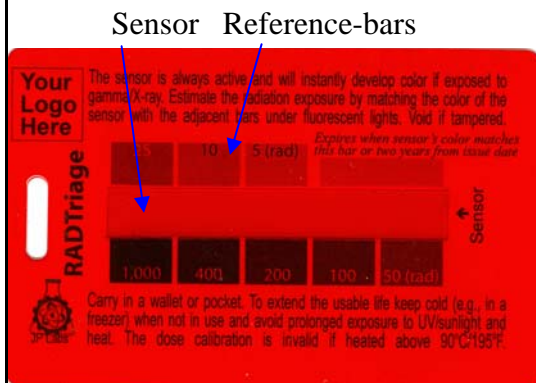 Sensor Reference-bars
Your
Logo
Here
The sensor is always active and will instantly develop color if exposed to
gamma/X-ray. Estimate the radiation exposure by matching the color of the
sensor with the adjacent bars under fluorescent lights. Void if tampered.
Expires when sensor's color matches
this bar or two years from issue date
10 5 (rad)
RADTriage
Sensor
1,000 400 200 100 50 (rad)
JP Labs
Carry in a wallet or pocket. To extend the usable life keep cold (e.g., in a
freezer) when not in use and avoid prolonged exposure to UV/sunlight and
heat. The dose calibration is invalid if heated above 90°C/195°F.